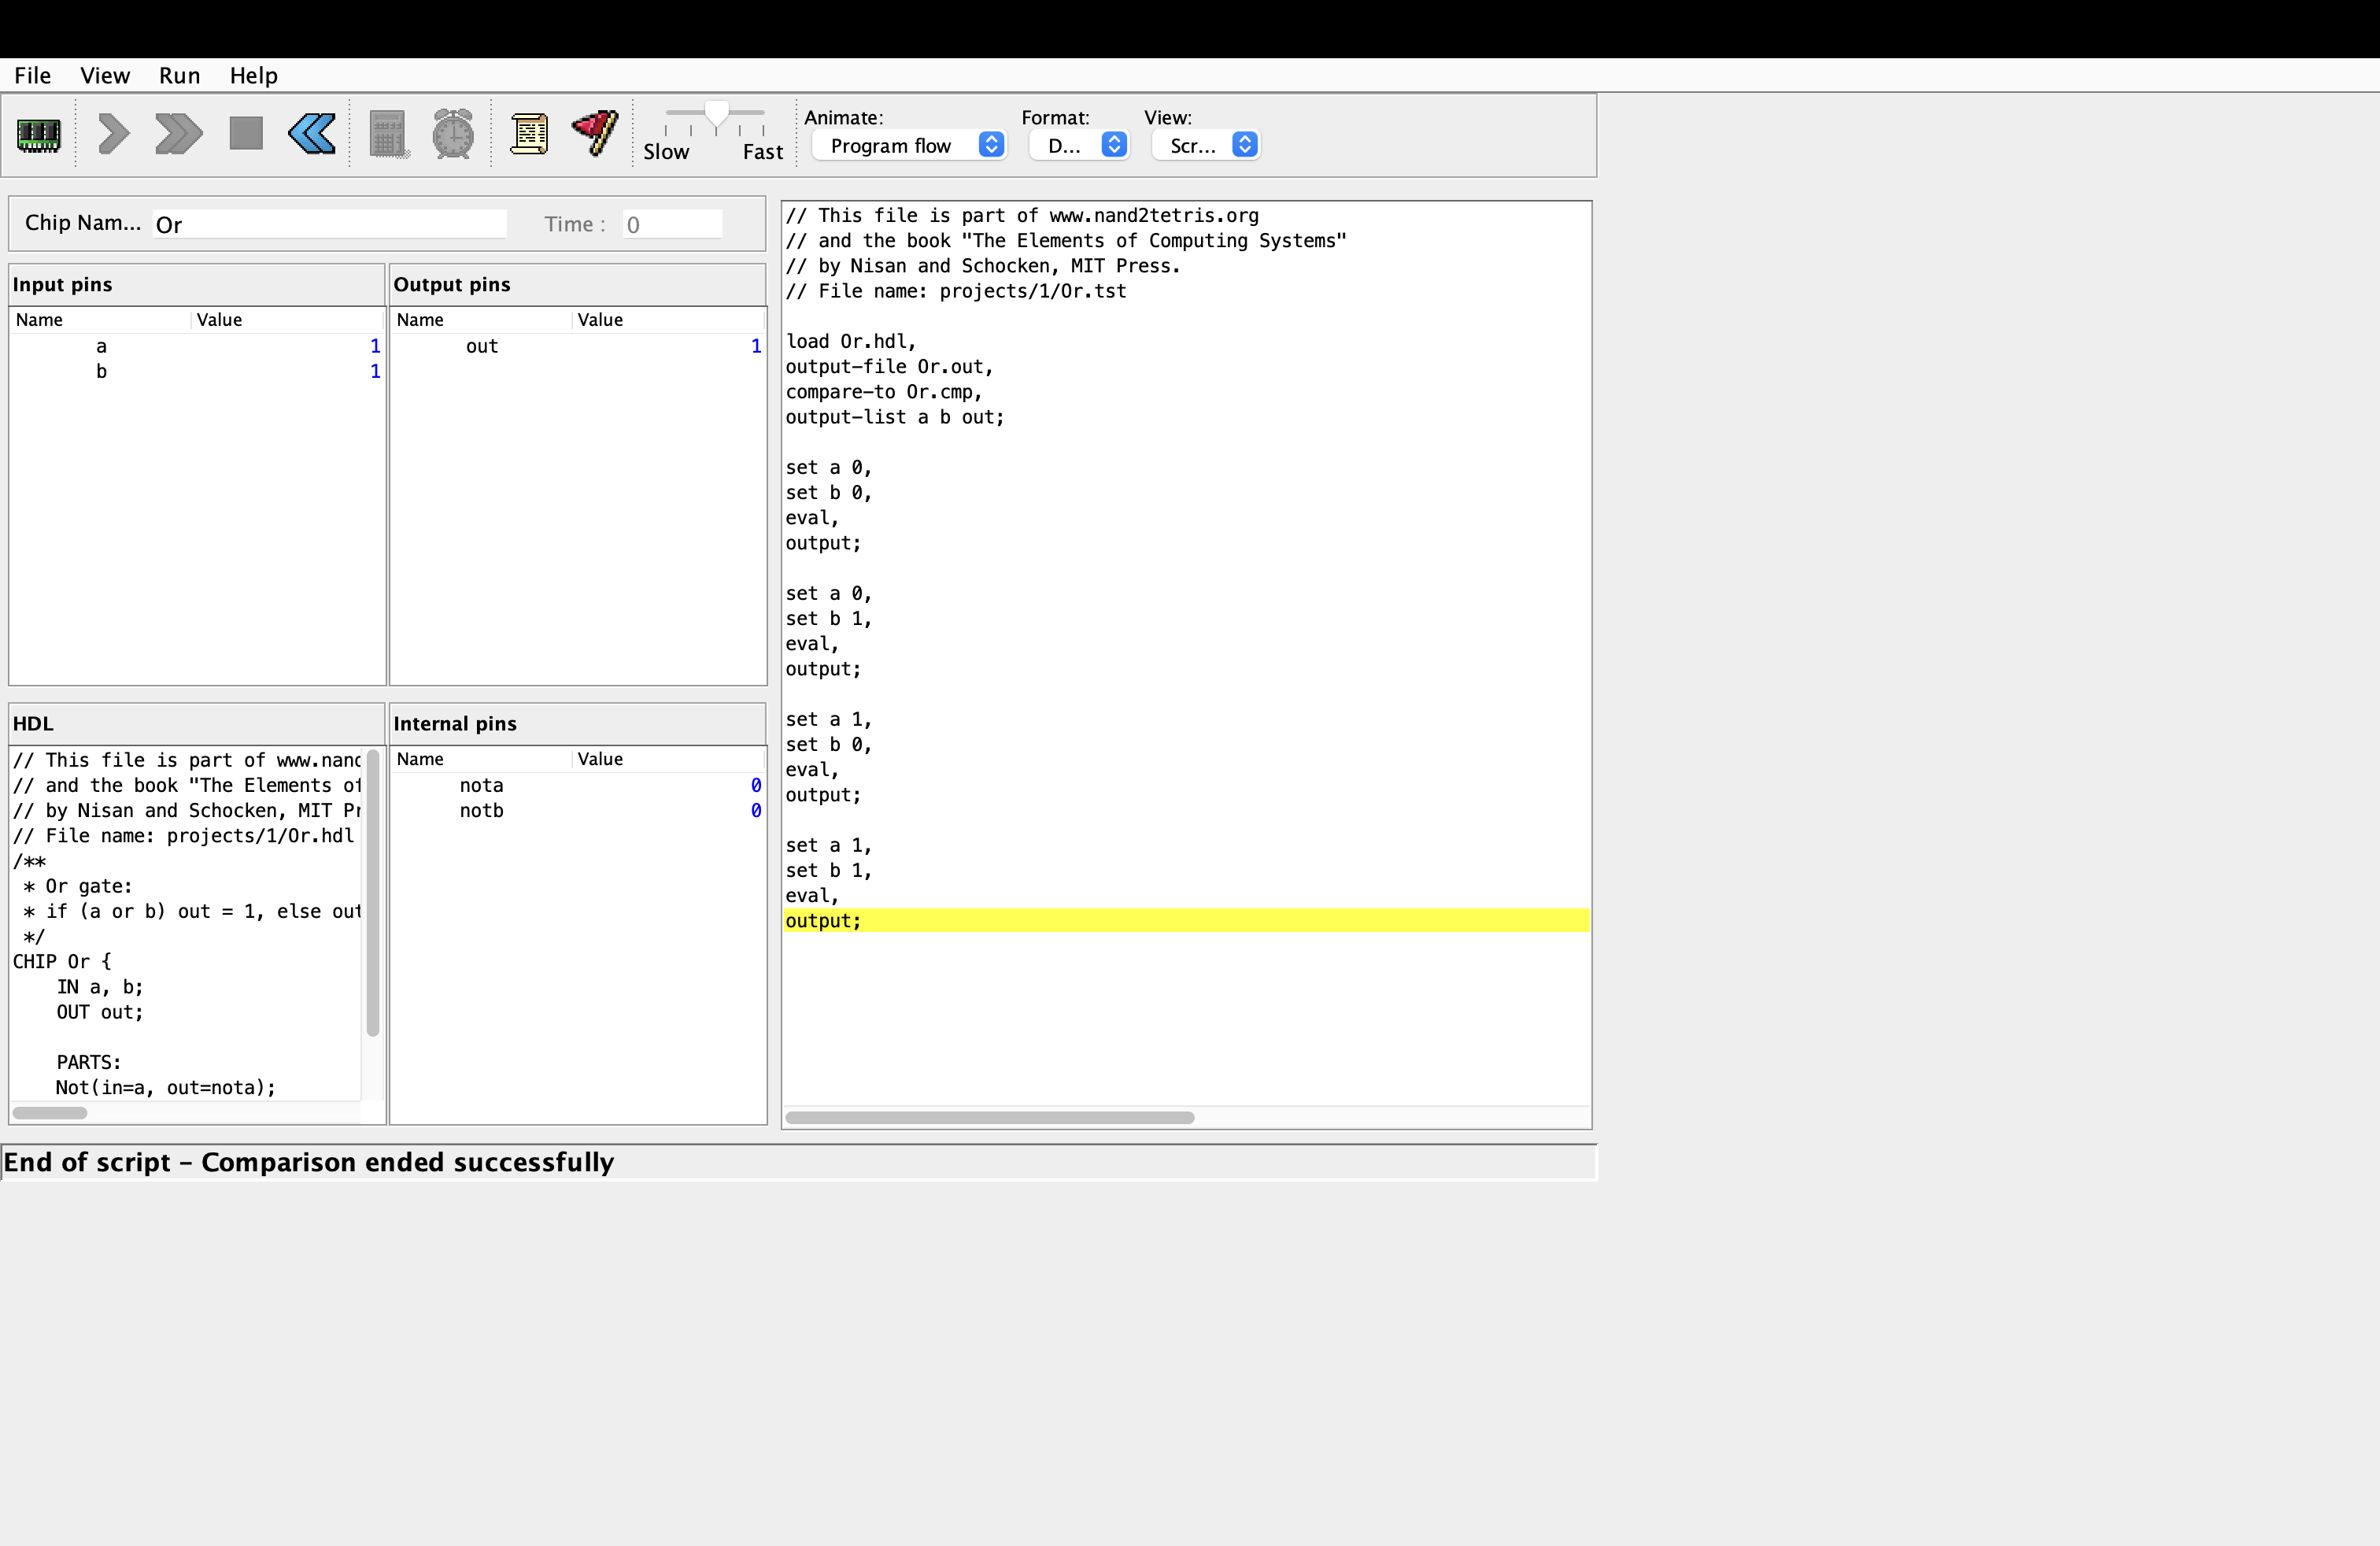 File View Run Help
Slow Fast
Animate: Format: View:
Program flow D... Scr...
Chip Nam... Or Time : 0
Input pins
Name Value
a 1
b 1
Output pins
Name Value
out 1
HDL
// This file is part of www.nand
// and the book "The Elements of
// by Nisan and Schocken, MIT Pr
// File name: projects/1/Or.hdl
/**
 * Or gate:
 * if (a or b) out = 1, else out
 */
CHIP Or {
    IN a, b;
    OUT out;

    PARTS:
    Not(in=a, out=nota);
Internal pins
Name Value
nota 0
notb 0
// This file is part of www.nand2tetris.org
// and the book "The Elements of Computing Systems"
// by Nisan and Schocken, MIT Press.
// File name: projects/1/Or.tst

load Or.hdl,
output-file Or.out,
compare-to Or.cmp,
output-list a b out;

set a 0,
set b 0,
eval,
output;

set a 0,
set b 1,
eval,
output;

set a 1,
set b 0,
eval,
output;

set a 1,
set b 1,
eval,
output;
End of script – Comparison ended successfully